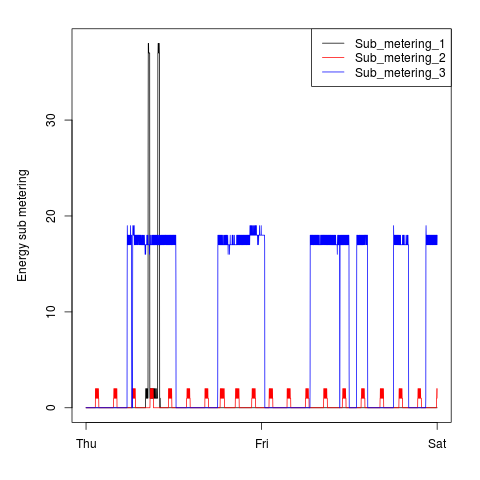 Sub_metering_1
Sub_metering_2
Sub_metering_3
Energy sub metering
30
20
10
0
Thu Fri Sat